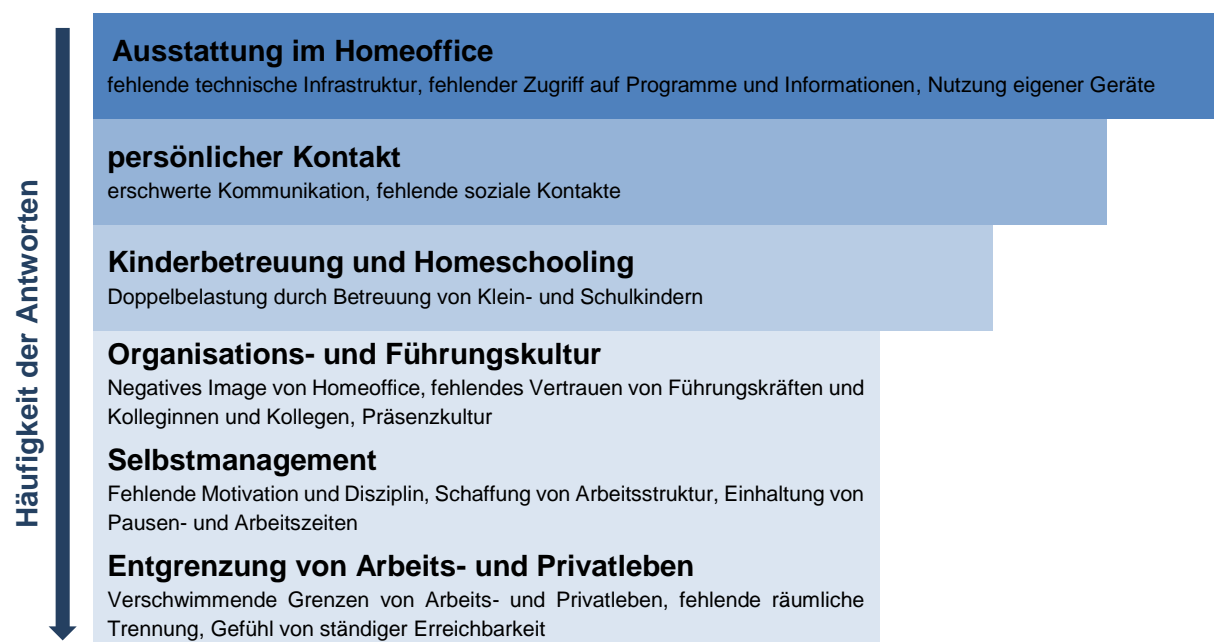 Häufigkeit der Antworten
Ausstattung im Homeoffice
fehlende technische Infrastruktur, fehlender Zugriff auf Programme und Informationen, Nutzung eigener Geräte
persönlicher Kontakt
erschwerte Kommunikation, fehlende soziale Kontakte
Kinderbetreuung und Homeschooling
Doppelbelastung durch Betreuung von Klein- und Schulkindern
Organisations- und Führungskultur
Negatives Image von Homeoffice, fehlendes Vertrauen von Führungskräften und
Kolleginnen und Kollegen, Präsenzkultur
Selbstmanagement
Fehlende Motivation und Disziplin, Schaffung von Arbeitsstruktur, Einhaltung von
Pausen- und Arbeitszeiten
Entgrenzung von Arbeits- und Privatleben
Verschwimmende Grenzen von Arbeits- und Privatleben, fehlende räumliche
Trennung, Gefühl von ständiger Erreichbarkeit